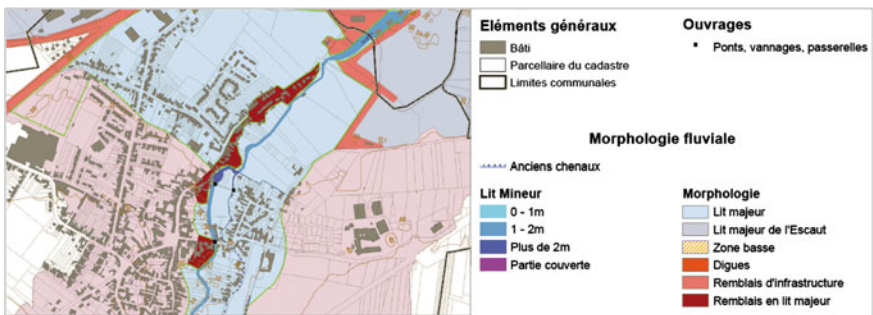 Eléments généraux
Bâti
Parcellaire du cadastre
Limites communales
Ouvrages
Ponts, vannages, passerelles
Morphologie fluviale
Anciens chenaux
Lit Mineur
0 - 1m
1 - 2m
Plus de 2m
Partie couverte
Morphologie
Lit majeur
Lit majeur de l'Escaut
Zone basse
Digues
Remblais d'infrastructure
Remblais en lit majeur